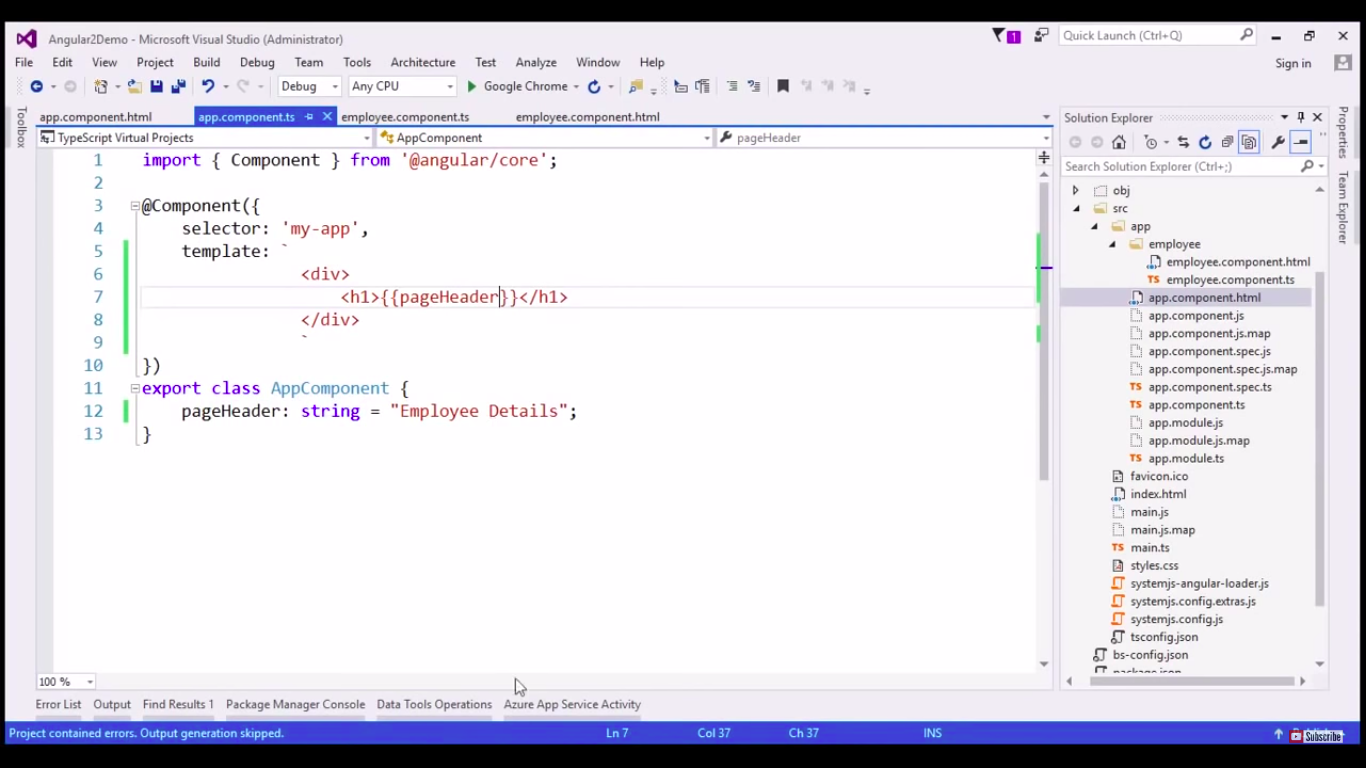 Angular2Demo - Microsoft Visual Studio (Administrator)
1
Quick Launch (Ctrl+Q)
File Edit View Project Build Debug Team Tools Architecture Test Analyze Window Help
Sign in
Debug Any CPU Google Chrome
Toolbox
app.component.html app.component.ts employee.component.ts employee.component.html
TypeScript Virtual Projects AppComponent pageHeader
1 import { Component } from '@angular/core';
2
3 @Component({
4 selector: 'my-app',
5 template: `
6 <div>
7 <h1>{{pageHeader}}</h1>
8 </div>
9 `
10 })
11 export class AppComponent {
12 pageHeader: string = "Employee Details";
13 }
100 %
Solution Explorer
Search Solution Explorer (Ctrl+;)
obj
src
app
employee
employee.component.html
TS employee.component.ts
app.component.html
app.component.js
app.component.js.map
app.component.spec.js
app.component.spec.js.map
TS app.component.spec.ts
TS app.component.ts
app.module.js
app.module.js.map
TS app.module.ts
favicon.ico
index.html
main.js
main.js.map
TS main.ts
styles.css
systemjs-angular-loader.js
systemjs.config.extras.js
systemjs.config.js
tsconfig.json
bs-config.json
package.json
Properties
Team Explorer
Error List Output Find Results 1 Package Manager Console Data Tools Operations Azure App Service Activity
Project contained errors. Output generation skipped. Ln 7 Col 37 Ch 37 INS
Subscribe